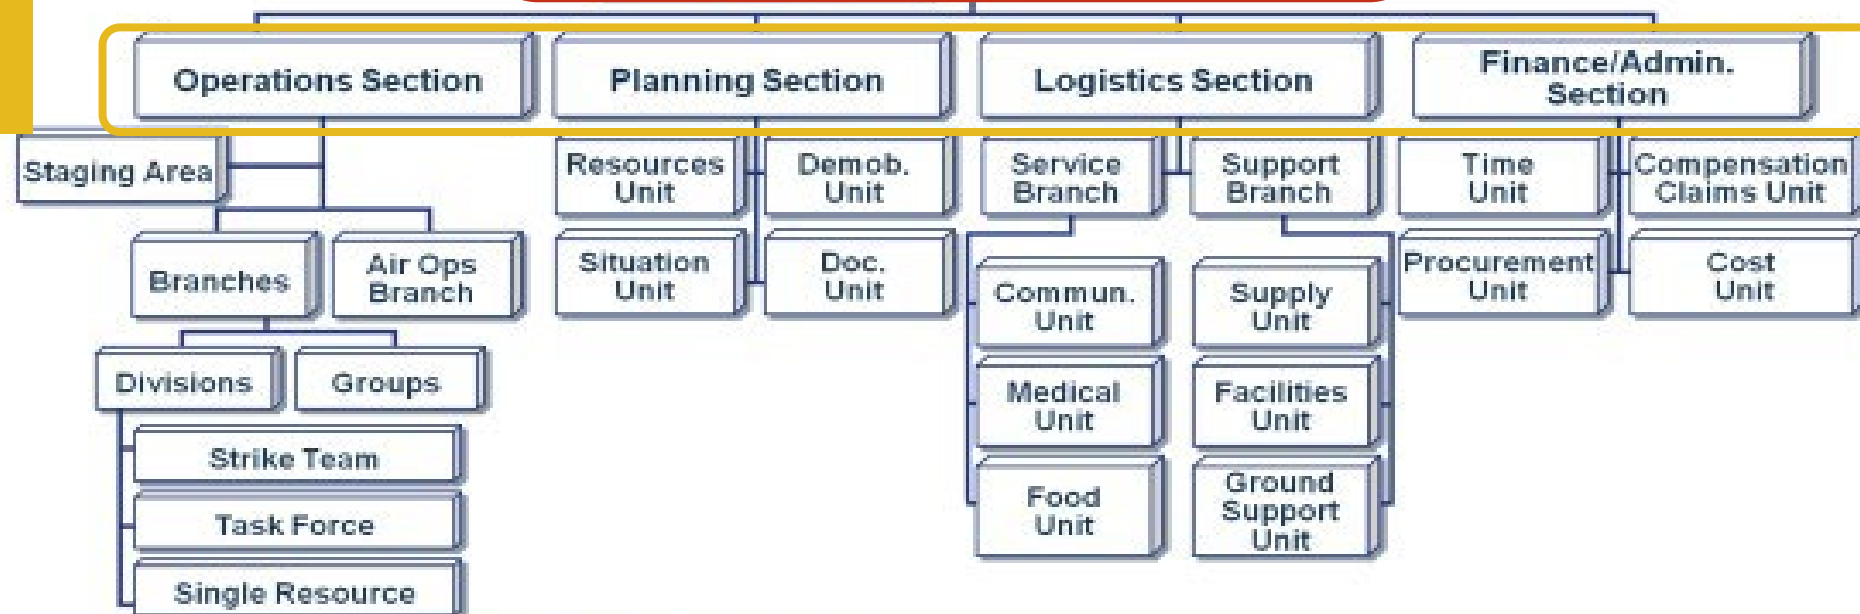 Operations Section
Planning Section
Logistics Section
Finance/Admin.
Section
Staging Area
Branches
Air Ops
Branch
Divisions
Groups
Strike Team
Task Force
Single Resource
Resources
Unit
Demob.
Unit
Situation
Unit
Doc.
Unit
Service
Branch
Support
Branch
Commun.
Unit
Supply
Unit
Medical
Unit
Facilities
Unit
Food
Unit
Ground
Support
Unit
Time
Unit
Compensation
Claims Unit
Procurement
Unit
Cost
Unit